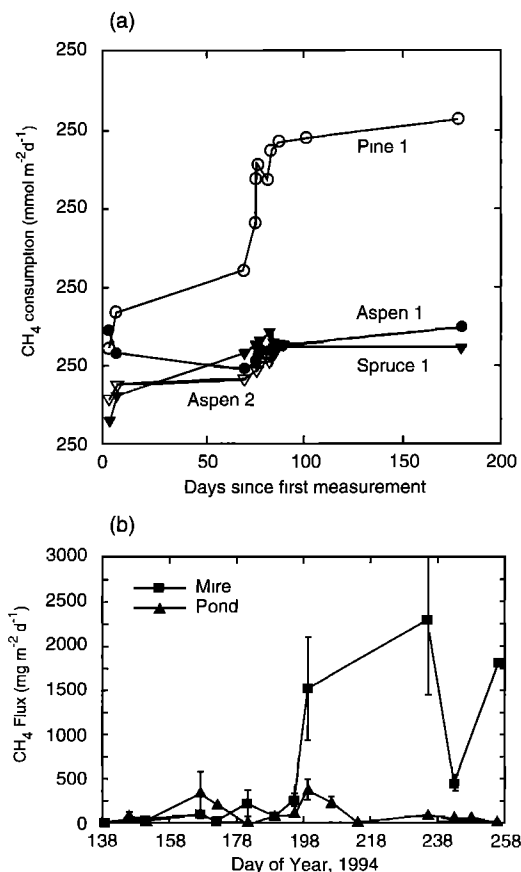 (a)
CH4 consumption (mmol m−2d−1)
250
250
250
250
250
250
Pine 1
Aspen 1
Spruce 1
Aspen 2
0
50
100
150
200
Days since first measurement
(b)
CH4 Flux (mg m−2 d−1)
3000
2500
2000
1500
1000
500
0
Mire
Pond
138
158
178
198
218
238
258
Day of Year, 1994